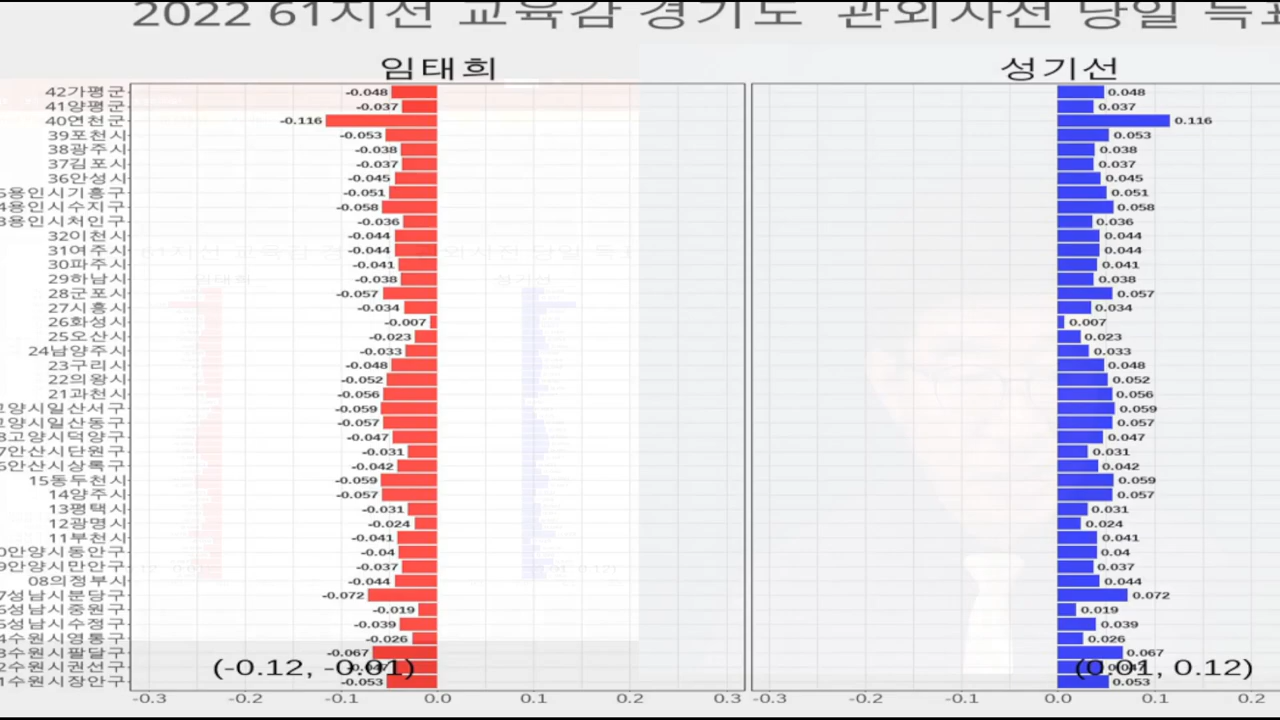 2022 61지선 교육감 경기도 관외사전 당일 득표
임태희 성기선
42가평군 -0.048 0.048
41양평군 -0.037 0.037
40연천군 -0.116 0.116
39포천시 -0.053 0.053
38광주시 -0.038 0.038
37김포시 -0.037 0.037
36안성시 -0.045 0.045
5용인시기흥구 -0.051 0.051
4용인시수지구 -0.058 0.058
3용인시처인구 -0.036 0.036
32이천시 -0.044 0.044
31여주시 -0.044 0.044
30파주시 -0.041 0.041
29하남시 -0.038 0.038
28군포시 -0.057 0.057
27시흥시 -0.034 0.034
26화성시 -0.007 0.007
25오산시 -0.023 0.023
24남양주시 -0.033 0.033
23구리시 -0.048 0.048
22의왕시 -0.052 0.052
21과천시 -0.056 0.056
고양시일산서구 -0.059 0.059
고양시일산동구 -0.057 0.057
8고양시덕양구 -0.047 0.047
7안산시단원구 -0.031 0.031
6안산시상록구 -0.042 0.042
15동두천시 -0.059 0.059
14양주시 -0.057 0.057
13평택시 -0.031 0.031
12광명시 -0.024 0.024
11부천시 -0.041 0.041
0안양시동안구 -0.04 0.04
9안양시만안구 -0.037 0.037
08의정부시 -0.044 0.044
7성남시분당구 -0.072 0.072
6성남시중원구 -0.019 0.019
5성남시수정구 -0.039 0.039
4수원시영통구 -0.026 0.026
3수원시팔달구 -0.067 0.067
2수원시권선구 (-0.12, -0.01) (0.01, 0.12)
1수원시장안구 -0.053 0.053
-0.3 -0.2 -0.1 0.0 0.1 0.2 0.3 -0.3 -0.2 -0.1 0.0 0.1 0.2